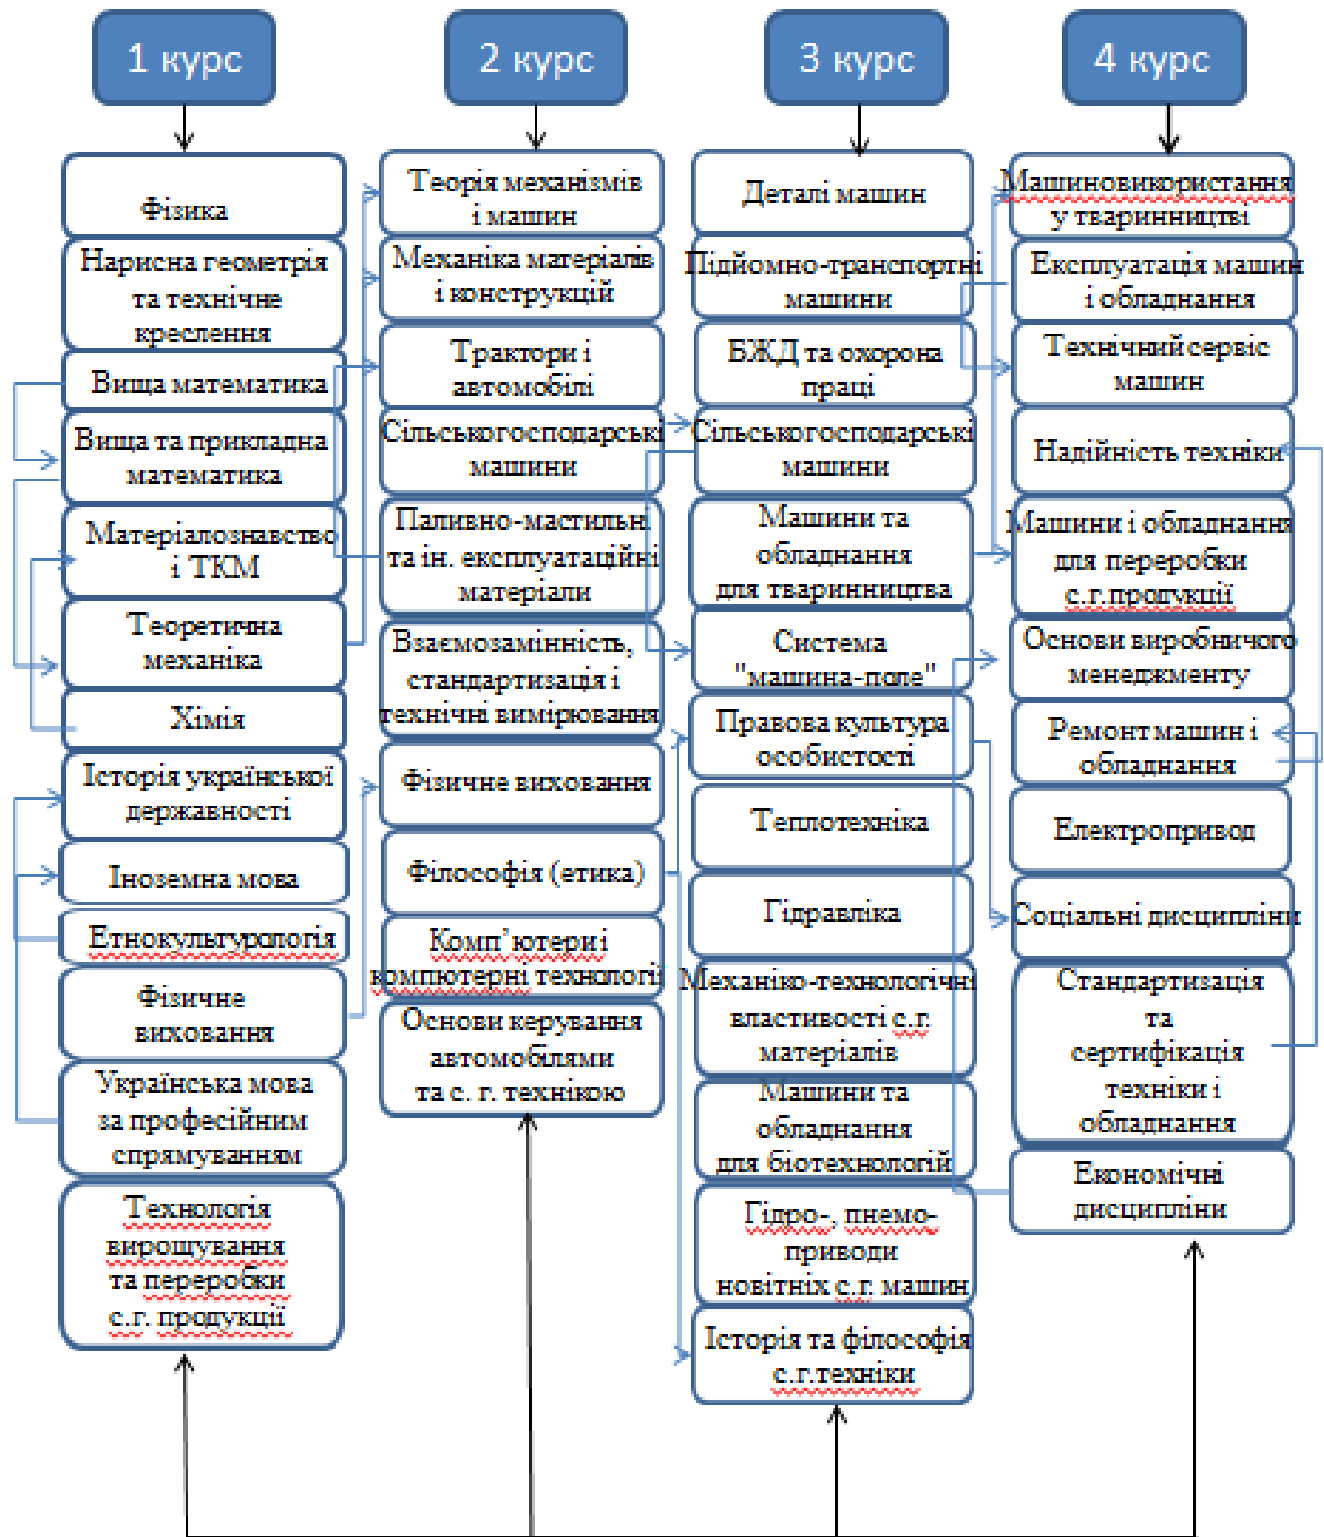 1 курс
2 курс
3 курс
4 курс
Фізика
Нарисна геометрія
та технічне
креслення
Вища математика
Вища та прикладна
математика
Матеріалознавство
і ТКМ
Теоретична
механіка
Хімія
Історія української
державності
Іноземна мова
Етнокультурологія
Фізичне
виховання
Українська мова
за професійним
спрямуванням
Технологія
вирощування
та переробки
с.г. продукції
Теорія механізмів
і машин
Механіка матеріалів
і конструкцій
Трактори і
автомобілі
Сільськогосподарські
машини
Паливно-мастильні
та ін. експлуатаційні
матеріали
Взаємозамінність,
стандартизація і
технічні вимірювання
Фізичне виховання
Філософія (етика)
Комп’ютери і
компютерні технології
Основи керування
автомобілями
та с. г. технікою
Деталі машин
Підйомно-транспортні
машини
БЖД та охорона
праці
Сільськогосподарські
машини
Машини та
обладнання
для тваринництва
Система
"машина-поле"
Правова культура
особистості
Теплотехніка
Гідравліка
Механіко-технологічні
властивості с.г.
матеріалів
Машини та
обладнання
для біотехнологій
Гідро-, пнемо-
приводи
новітніх с.г. машин
Історія та філософія
с.г.техніки
Машиновикористання
у тваринництві
Експлуатація машин
і обладнання
Технічний сервіс
машин
Надійність техніки
Машини і обладнання
для переробки
с.г.продукції
Основи виробничого
менеджменту
Ремонт машин і
обладнання
Електропривод
Соціальні дисципліни
Стандартизація
та
сертифікація
техніки і
обладнання
Економічні
дисципліни